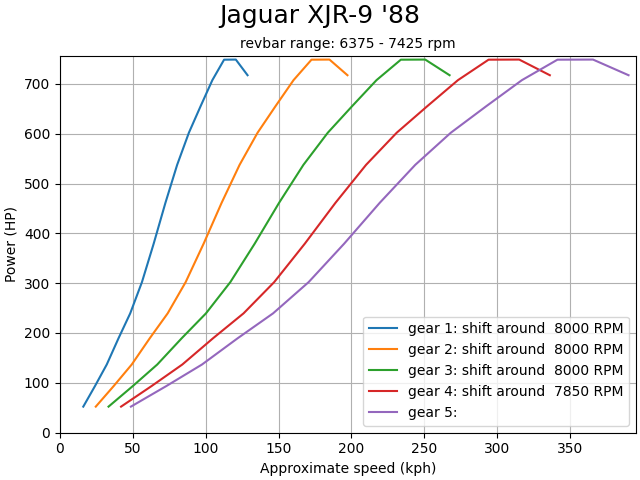 Jaguar XJR-9 '88
revbar range: 6375 - 7425 rpm
Power (HP)
700
600
500
400
300
200
100
0
0 50 100 150 200 250 300 350
Approximate speed (kph)
gear 1: shift around  8000 RPM
gear 2: shift around  8000 RPM
gear 3: shift around  8000 RPM
gear 4: shift around  7850 RPM
gear 5: